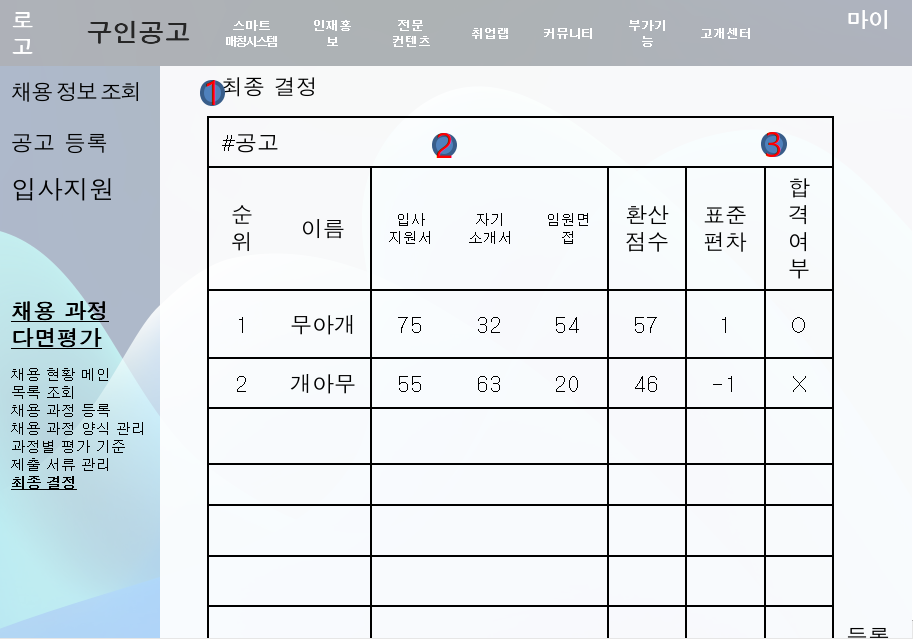 로
고
구인공고
스마트
매칭시스템
인재홍
보
전문
컨텐츠
취업랩
커뮤니티
부가기
능
고개센터
마이
채용 정보 조회
공고 등록
입사지원
채용 과정
다면평가
채용 현황 메인
목록 조회
채용 과정 등록
채용 과정 양식 관리
과정별 평가 기준
제출 서류 관리
최종 결정
1 최종 결정
#공고 2 3
순
위
이름
입사
지원서
자기
소개서
임원면
접
환산
점수
표준
편차
합
격
여
부
1 무아개 75 32 54 57 1 O
2 개아무 55 63 20 46 -1 X
등록